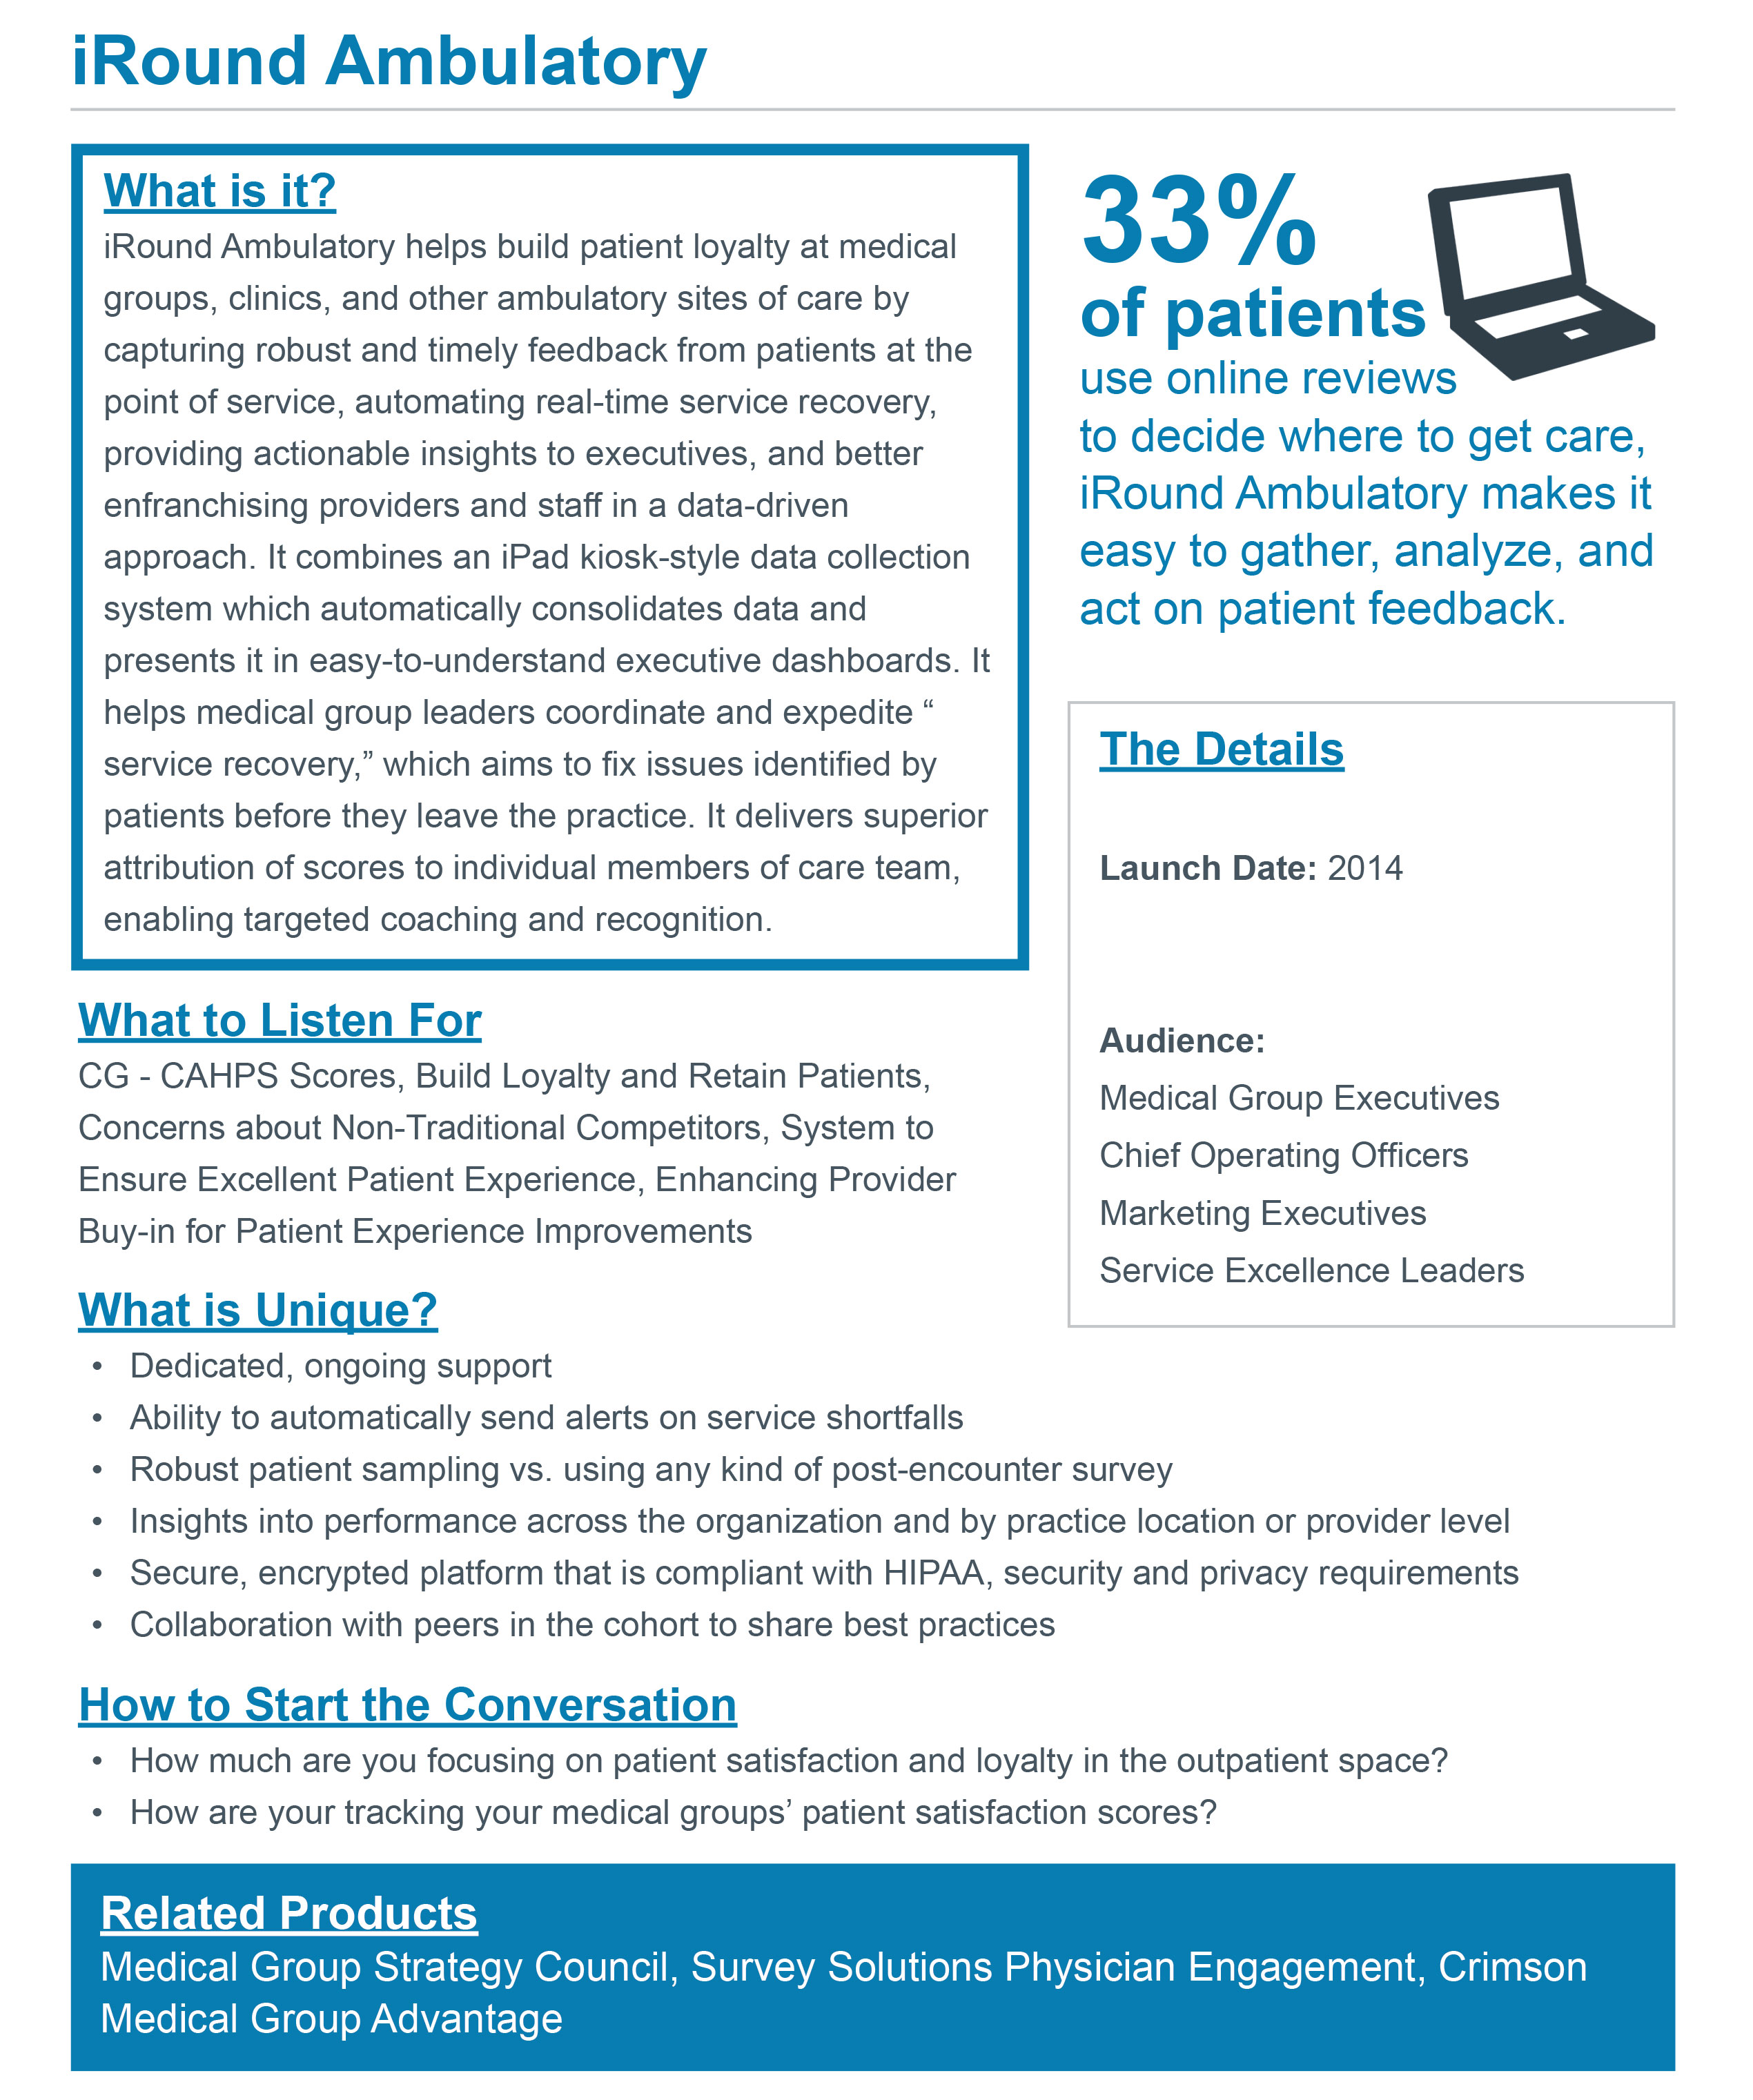 iRound Ambulatory
What is it?
iRound Ambulatory helps build patient loyalty at medical
groups, clinics, and other ambulatory sites of care by
capturing robust and timely feedback from patients at the
point of service, automating real-time service recovery,
providing actionable insights to executives, and better
enfranchising providers and staff in a data-driven
approach. It combines an iPad kiosk-style data collection
system which automatically consolidates data and
presents it in easy-to-understand executive dashboards. It
helps medical group leaders coordinate and expedite “
service recovery,” which aims to fix issues identified by
patients before they leave the practice. It delivers superior
attribution of scores to individual members of care team,
enabling targeted coaching and recognition.
33%
of patients
use online reviews
to decide where to get care,
iRound Ambulatory makes it
easy to gather, analyze, and
act on patient feedback.
The Details
Launch Date: 2014
Audience:
Medical Group Executives
Chief Operating Officers
Marketing Executives
Service Excellence Leaders
What to Listen For
CG - CAHPS Scores, Build Loyalty and Retain Patients,
Concerns about Non-Traditional Competitors, System to
Ensure Excellent Patient Experience, Enhancing Provider
Buy-in for Patient Experience Improvements
What is Unique?
• Dedicated, ongoing support
• Ability to automatically send alerts on service shortfalls
• Robust patient sampling vs. using any kind of post-encounter survey
• Insights into performance across the organization and by practice location or provider level
• Secure, encrypted platform that is compliant with HIPAA, security and privacy requirements
• Collaboration with peers in the cohort to share best practices
How to Start the Conversation
• How much are you focusing on patient satisfaction and loyalty in the outpatient space?
• How are your tracking your medical groups’ patient satisfaction scores?
Related Products
Medical Group Strategy Council, Survey Solutions Physician Engagement, Crimson
Medical Group Advantage